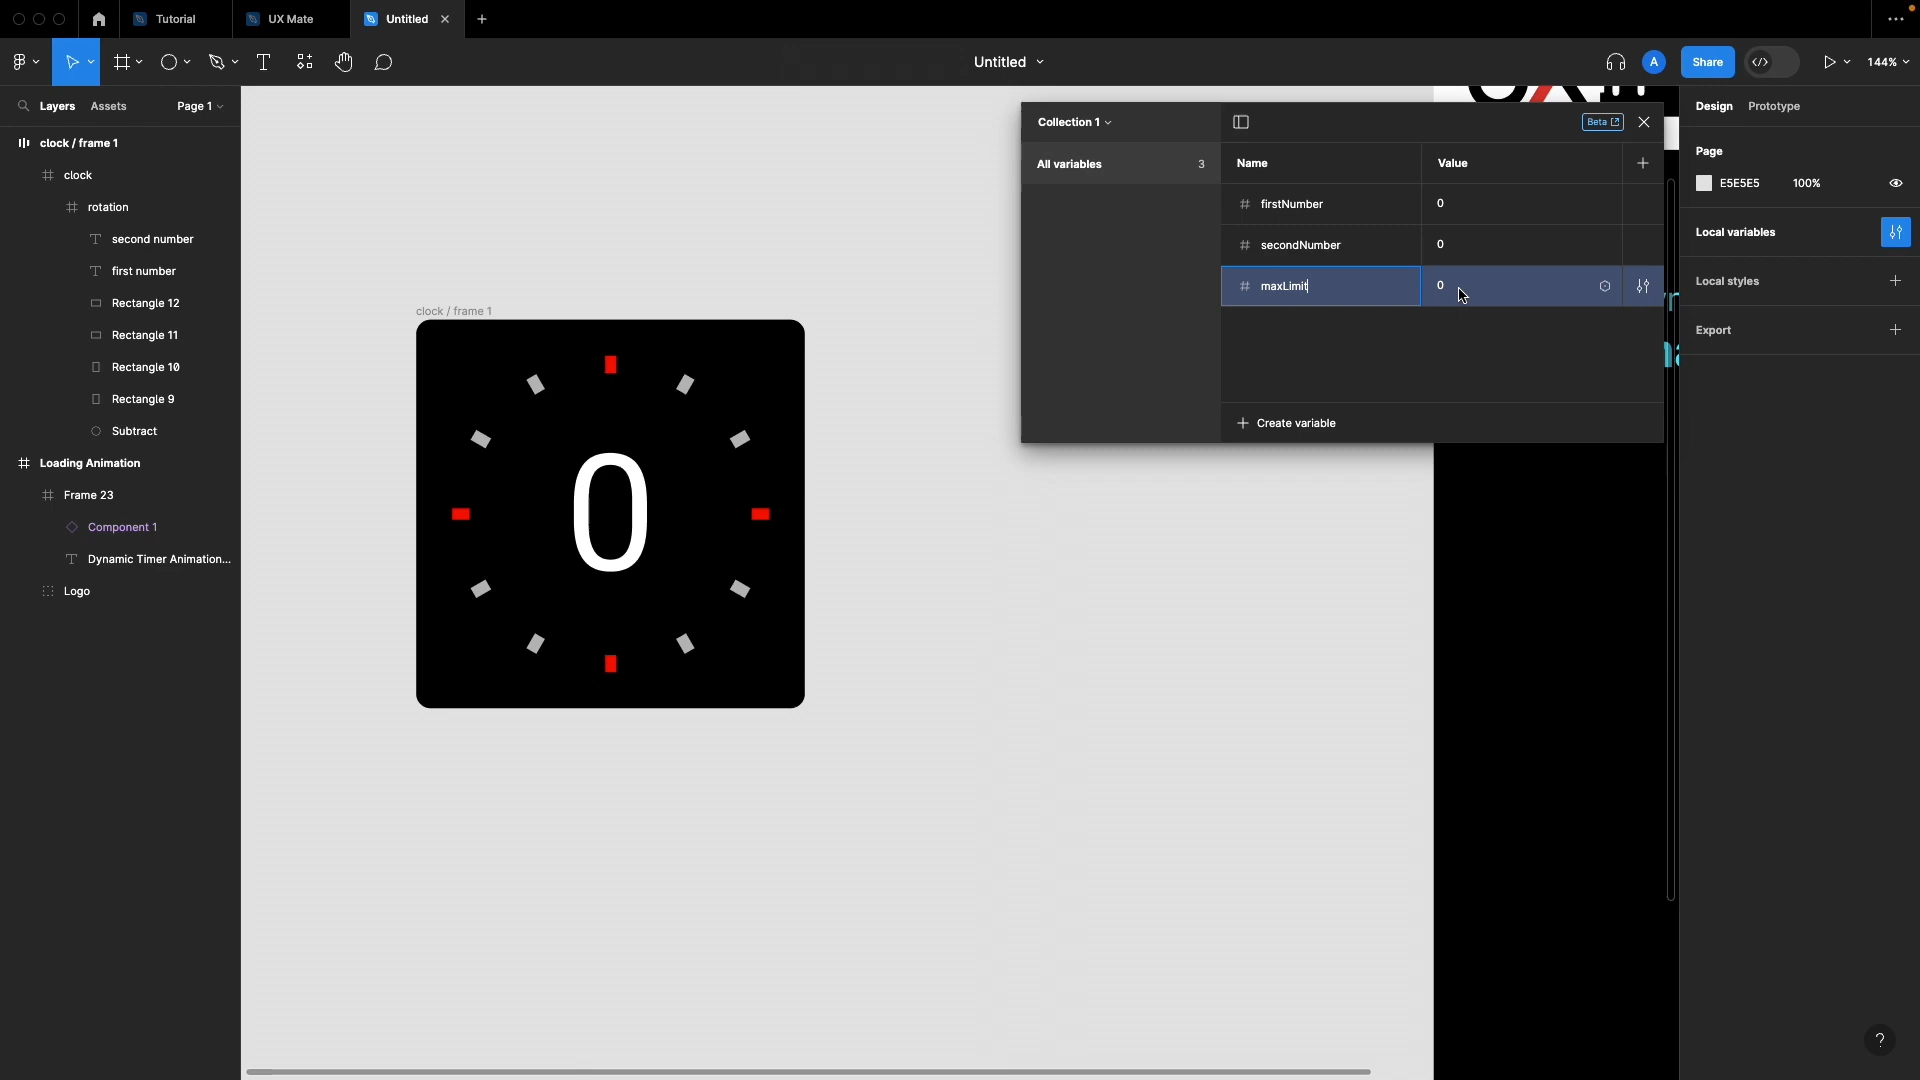 Tutorial
UX Mate
Untitled
Untitled
A
Share
144%
Layers
Assets
Page 1
clock / frame 1
clock
rotation
second number
first number
Rectangle 12
Rectangle 11
Rectangle 10
Rectangle 9
Subtract
Loading Animation
Frame 23
Component 1
Dynamic Timer Animation...
Logo
clock / frame 1
0
Collection 1
Beta
All variables 3
Name Value
firstNumber 0
secondNumber 0
maxLimit 0
Create variable
Design
Prototype
Page
E5E5E5 100%
Local variables
Local styles
Export
?